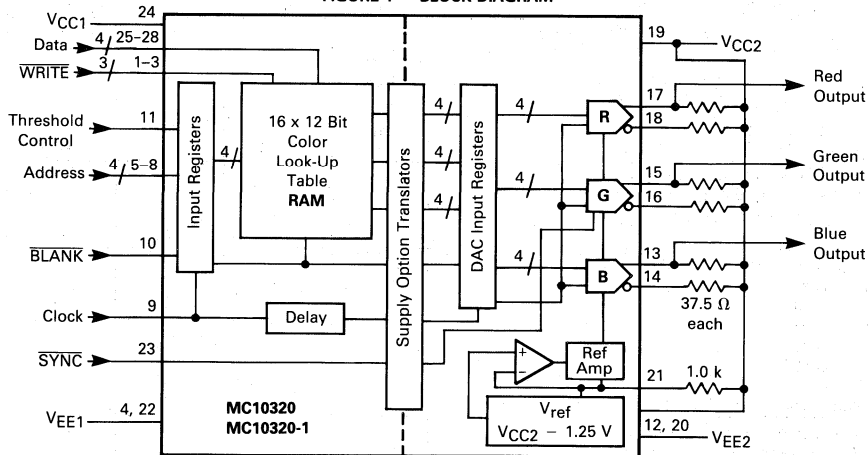 FIGURE 1 — BLOCK DIAGRAM
VCC1 24
Data 4 25–28
WRITE 3 1–3
Threshold Control 11
Address 4 5–8
BLANK 10
Clock 9
SYNC 23
VEE1 4, 22
Input Registers
4
16 x 12 Bit
Color
Look-Up
Table
RAM
Delay
MC10320
MC10320-1
Supply Option Translators
4
4
4
DAC Input Registers
4
4
4
R
G
B
+
−
Ref
Amp
Vref
VCC2 − 1.25 V
19 VCC2
17 Red
Output
18
15 Green
Output
16
13 Blue
Output
14
37.5 Ω
each
21 1.0 k
12, 20 VEE2